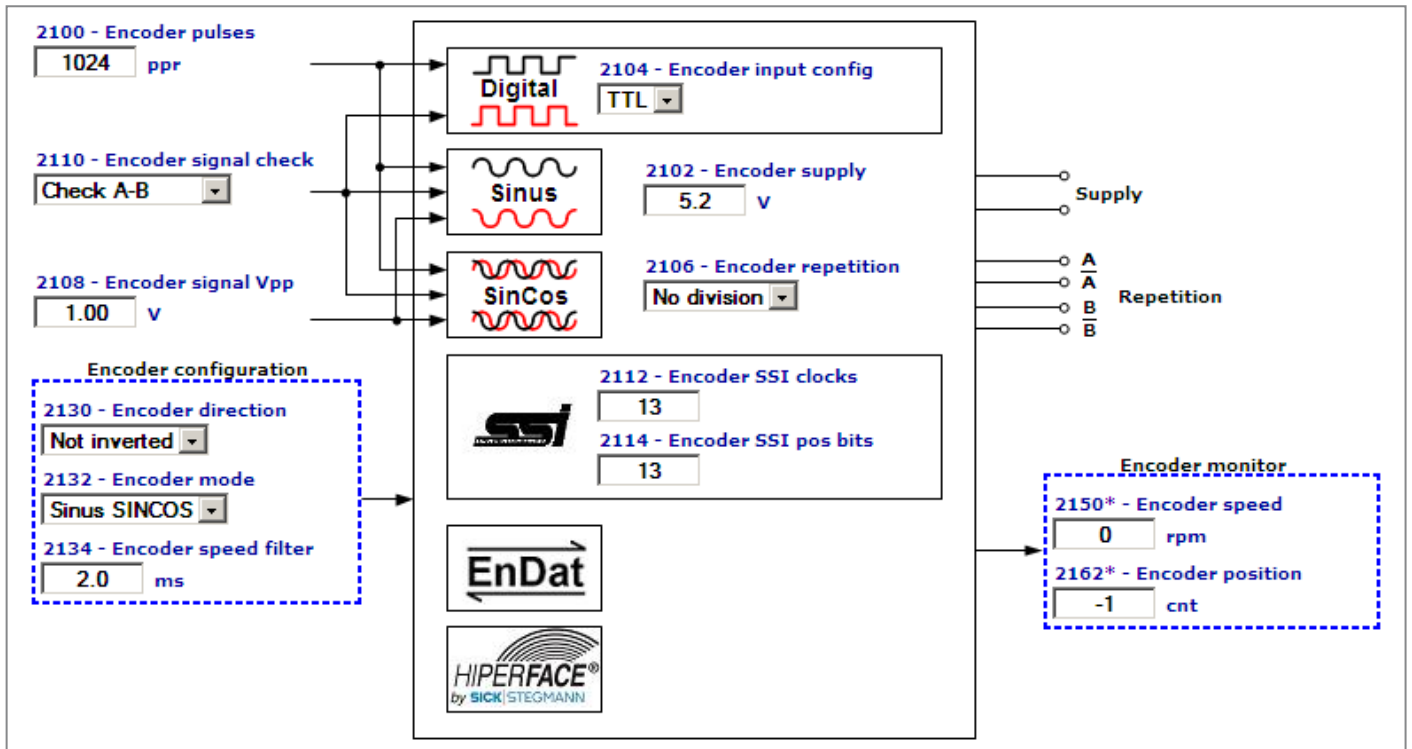 2100 - Encoder pulses
1024 ppr
2110 - Encoder signal check
Check A-B
2108 - Encoder signal Vpp
1.00 V
Encoder configuration
2130 - Encoder direction
Not inverted
2132 - Encoder mode
Sinus SINCOS
2134 - Encoder speed filter
2.0 ms
Digital
2104 - Encoder input config
TTL
Sinus
2102 - Encoder supply
5.2 V
SinCos
2106 - Encoder repetition
No division
SSI
2112 - Encoder SSI clocks
13
2114 - Encoder SSI pos bits
13
EnDat
HIPERFACE®
by SICK|STEGMANN
Supply
A
A
B
B
Repetition
Encoder monitor
2150* - Encoder speed
0 rpm
2162* - Encoder position
-1 cnt